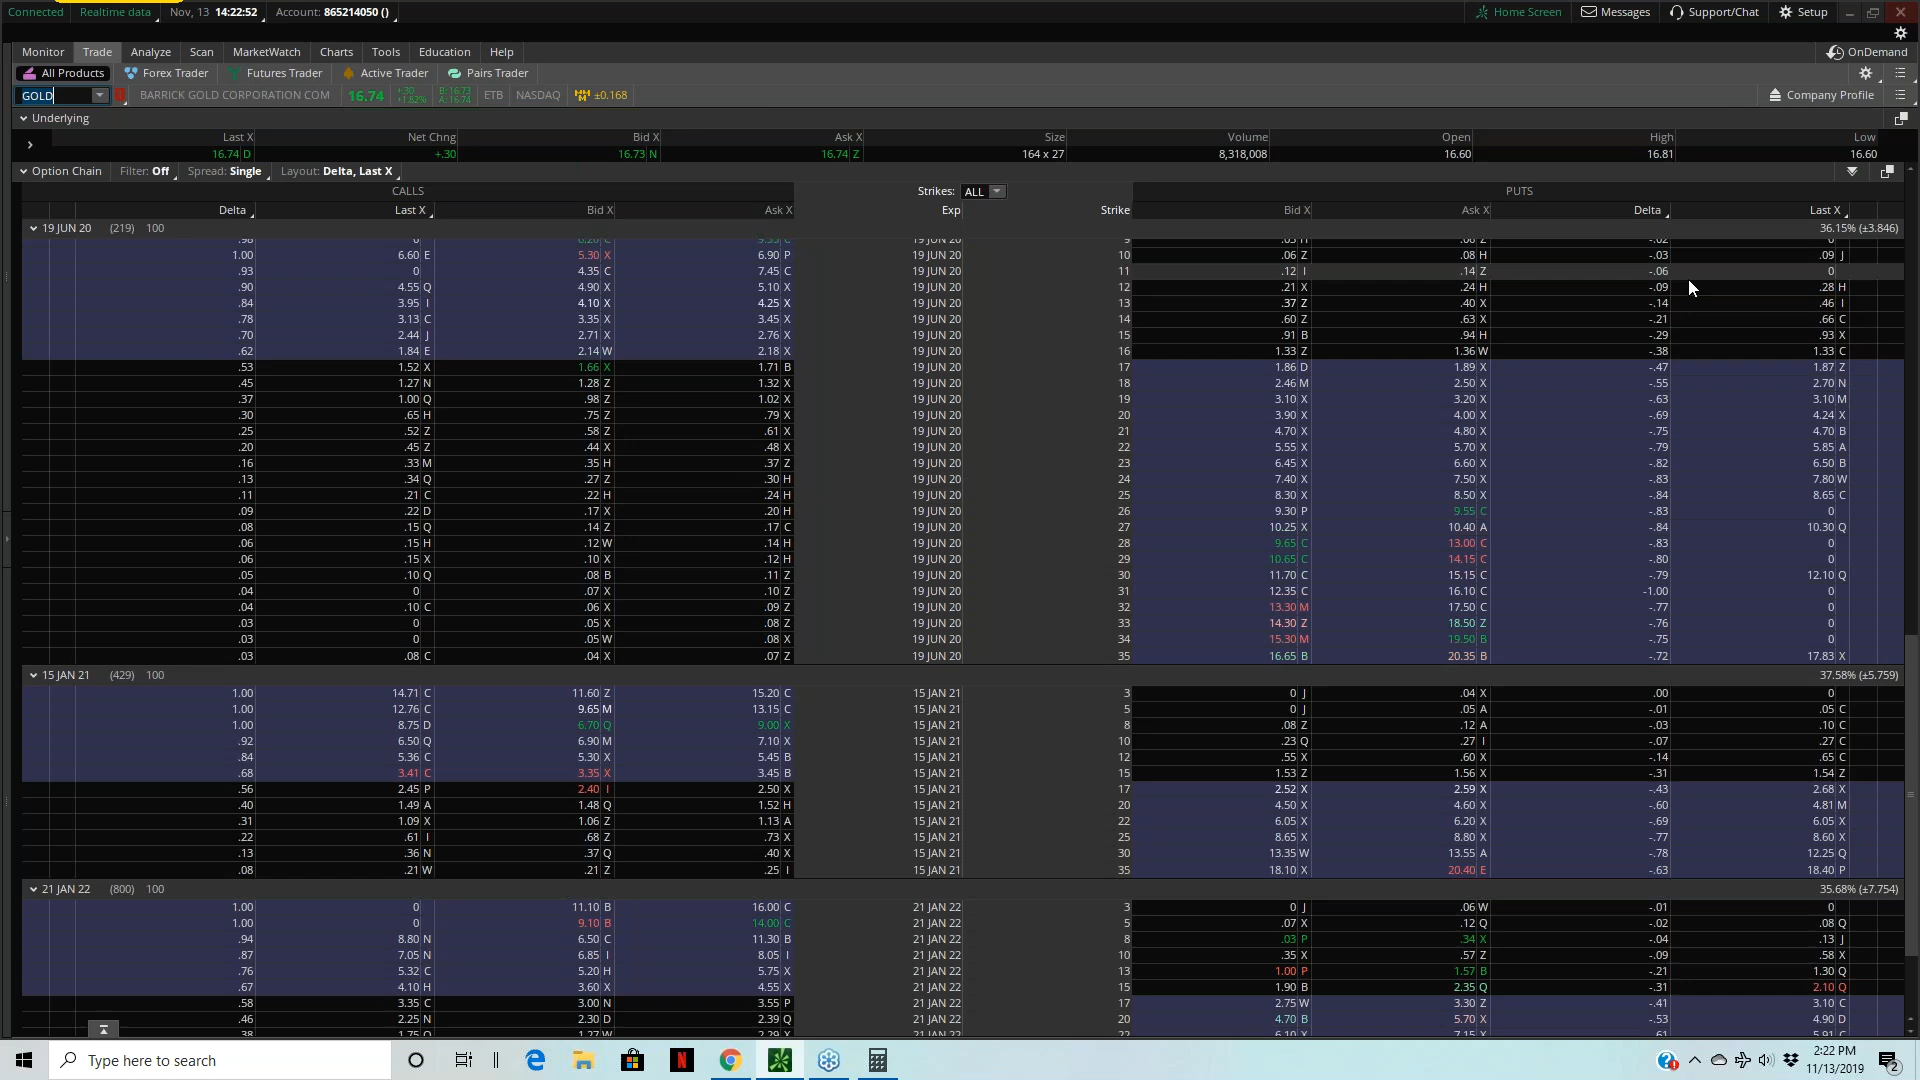 Connected Realtime data Nov, 13 14:22:52 Account: 865214050 () Home Screen Messages Support/Chat Setup
Monitor Trade Analyze Scan MarketWatch Charts Tools Education Help OnDemand
All Products Forex Trader Futures Trader Active Trader Pairs Trader
GOLD BARRICK GOLD CORPORATION COM 16.74 +.30 +1.82% B: 16.73 A: 16.74 ETB NASDAQ ±0.168 Company Profile
Underlying
Last X Net Chng Bid X Ask X Size Volume Open High Low
16.74 D +.30 16.73 N 16.74 Z 164 x 27 8,318,008 16.60 16.81 16.60
Option Chain Filter: Off Spread: Single Layout: Delta, Last X
CALLS Strikes: ALL PUTS
Delta Last X Bid X Ask X Exp Strike Bid X Ask X Delta Last X
19 JUN 20 (219) 100 36.15% (±3.846)
1.00 6.60 E 5.30 X 6.90 P 19 JUN 20 10 .06 Z .08 H -.03 .09 J
.93 0 4.35 C 7.45 C 19 JUN 20 11 .12 I .14 Z -.06 0
.90 4.55 Q 4.90 X 5.10 X 19 JUN 20 12 .21 X .24 H -.09 .28 H
.84 3.95 I 4.10 X 4.25 X 19 JUN 20 13 .37 Z .40 X -.14 .46 I
.78 3.13 C 3.35 X 3.45 X 19 JUN 20 14 .60 Z .63 X -.21 .66 C
.70 2.44 J 2.71 X 2.76 X 19 JUN 20 15 .91 B .94 H -.29 .93 X
.62 1.84 E 2.14 W 2.18 X 19 JUN 20 16 1.33 Z 1.36 W -.38 1.33 C
.53 1.52 X 1.66 X 1.71 B 19 JUN 20 17 1.86 D 1.89 X -.47 1.87 Z
.45 1.27 N 1.28 Z 1.32 X 19 JUN 20 18 2.46 M 2.50 X -.55 2.70 N
.37 1.00 Q .98 Z 1.02 X 19 JUN 20 19 3.10 X 3.20 X -.63 3.10 M
.30 .65 H .75 Z .79 X 19 JUN 20 20 3.90 X 4.00 X -.69 4.24 X
.25 .52 Z .58 Z .61 X 19 JUN 20 21 4.70 X 4.80 X -.75 4.70 B
.20 .45 Z .44 X .48 X 19 JUN 20 22 5.55 X 5.70 X -.79 5.85 A
.16 .33 M .35 H .37 Z 19 JUN 20 23 6.45 X 6.60 X -.82 6.50 B
.13 .34 Q .27 Z .30 H 19 JUN 20 24 7.40 X 7.50 X -.83 7.80 W
.11 .21 C .22 H .24 H 19 JUN 20 25 8.30 X 8.50 X -.84 8.65 C
.09 .22 D .17 X .20 H 19 JUN 20 26 9.30 P 9.55 C -.83 0
.08 .15 Q .14 Z .17 C 19 JUN 20 27 10.25 X 10.40 A -.84 10.30 Q
.06 .15 H .12 W .14 H 19 JUN 20 28 9.65 C 13.00 C -.83 0
.06 .15 X .10 X .12 H 19 JUN 20 29 10.65 C 14.15 C -.80 0
.05 .10 Q .08 B .11 Z 19 JUN 20 30 11.70 C 15.15 C -.79 12.10 Q
.04 0 .07 X .10 Z 19 JUN 20 31 12.35 C 16.10 C -1.00 0
.04 .10 C .06 X .09 Z 19 JUN 20 32 13.30 M 17.50 C -.77 0
.03 0 .05 X .08 Z 19 JUN 20 33 14.30 Z 18.50 Z -.76 0
.03 0 .05 W .08 X 19 JUN 20 34 15.30 M 19.50 B -.75 0
.03 .08 C .04 X .07 Z 19 JUN 20 35 16.65 B 20.35 B -.72 17.83 X
15 JAN 21 (429) 100 37.58% (±5.759)
1.00 14.71 C 11.60 Z 15.20 C 15 JAN 21 3 0 J .04 X .00 0
1.00 12.76 C 9.65 M 13.15 C 15 JAN 21 5 0 J .05 A -.01 .05 C
1.00 8.75 D 6.70 Q 9.00 X 15 JAN 21 8 .08 Z .12 A -.03 .10 C
.92 6.50 Q 6.90 M 7.10 X 15 JAN 21 10 .23 Q .27 I -.07 .27 C
.84 5.36 C 5.30 X 5.45 B 15 JAN 21 12 .55 X .60 X -.14 .65 C
.68 3.41 C 3.35 X 3.45 B 15 JAN 21 15 1.53 Z 1.56 X -.31 1.54 Z
.56 2.45 P 2.40 I 2.50 X 15 JAN 21 17 2.52 X 2.59 X -.43 2.68 X
.40 1.49 A 1.48 Q 1.52 H 15 JAN 21 20 4.50 X 4.60 X -.60 4.81 M
.31 1.09 X 1.06 Z 1.13 A 15 JAN 21 22 6.05 X 6.20 X -.69 6.05 X
.22 .61 I .68 Z .73 X 15 JAN 21 25 8.65 X 8.80 X -.77 8.60 X
.13 .36 N .37 Q .40 X 15 JAN 21 30 13.35 W 13.55 A -.78 12.25 Q
.08 .21 W .21 Z .25 I 15 JAN 21 35 18.10 X 20.40 E -.63 18.40 P
21 JAN 22 (800) 100 35.68% (±7.754)
1.00 0 11.10 B 16.00 C 21 JAN 22 3 0 J .06 W -.01 0
1.00 0 9.10 B 14.00 C 21 JAN 22 5 .07 X .12 Q -.02 .08 Q
.94 8.80 N 6.50 C 11.30 B 21 JAN 22 8 .03 P .34 X -.04 .13 J
.87 7.05 N 6.85 I 8.05 I 21 JAN 22 10 .35 X .57 Z -.09 .58 X
.76 5.32 C 5.20 H 5.75 X 21 JAN 22 13 1.00 P 1.57 B -.21 1.30 Q
.67 4.10 H 3.60 X 4.55 X 21 JAN 22 15 1.90 B 2.35 Q -.31 2.10 Q
.58 3.35 C 3.00 N 3.55 P 21 JAN 22 17 2.75 W 3.30 Z -.41 3.10 C
.46 2.25 N 2.30 D 2.39 Q 21 JAN 22 20 4.70 B 5.70 X -.53 4.90 D
Type here to search 2:22 PM
11/13/2019 2